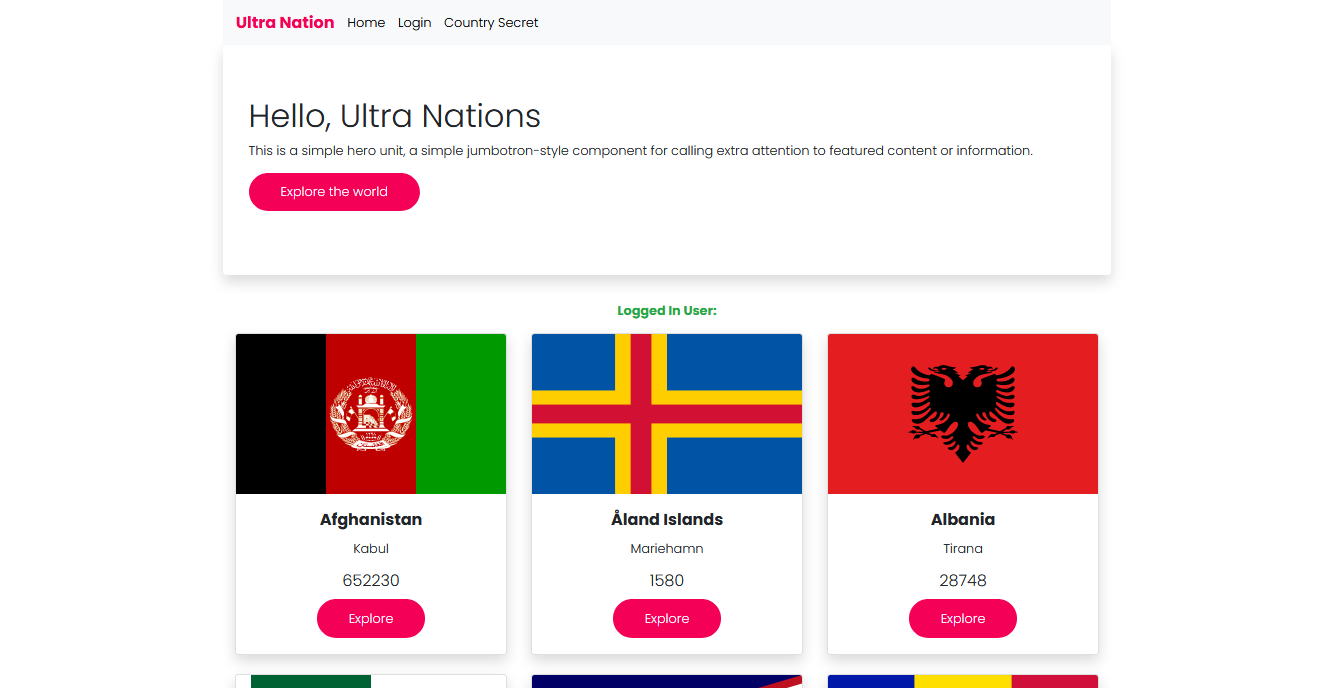 Ultra Nation Home Login Country Secret
Hello, Ultra Nations
This is a simple hero unit, a simple jumbotron-style component for calling extra attention to featured content or information.
Explore the world
Logged In User:
Afghanistan
Kabul
652230
Explore
Åland Islands
Mariehamn
1580
Explore
Albania
Tirana
28748
Explore